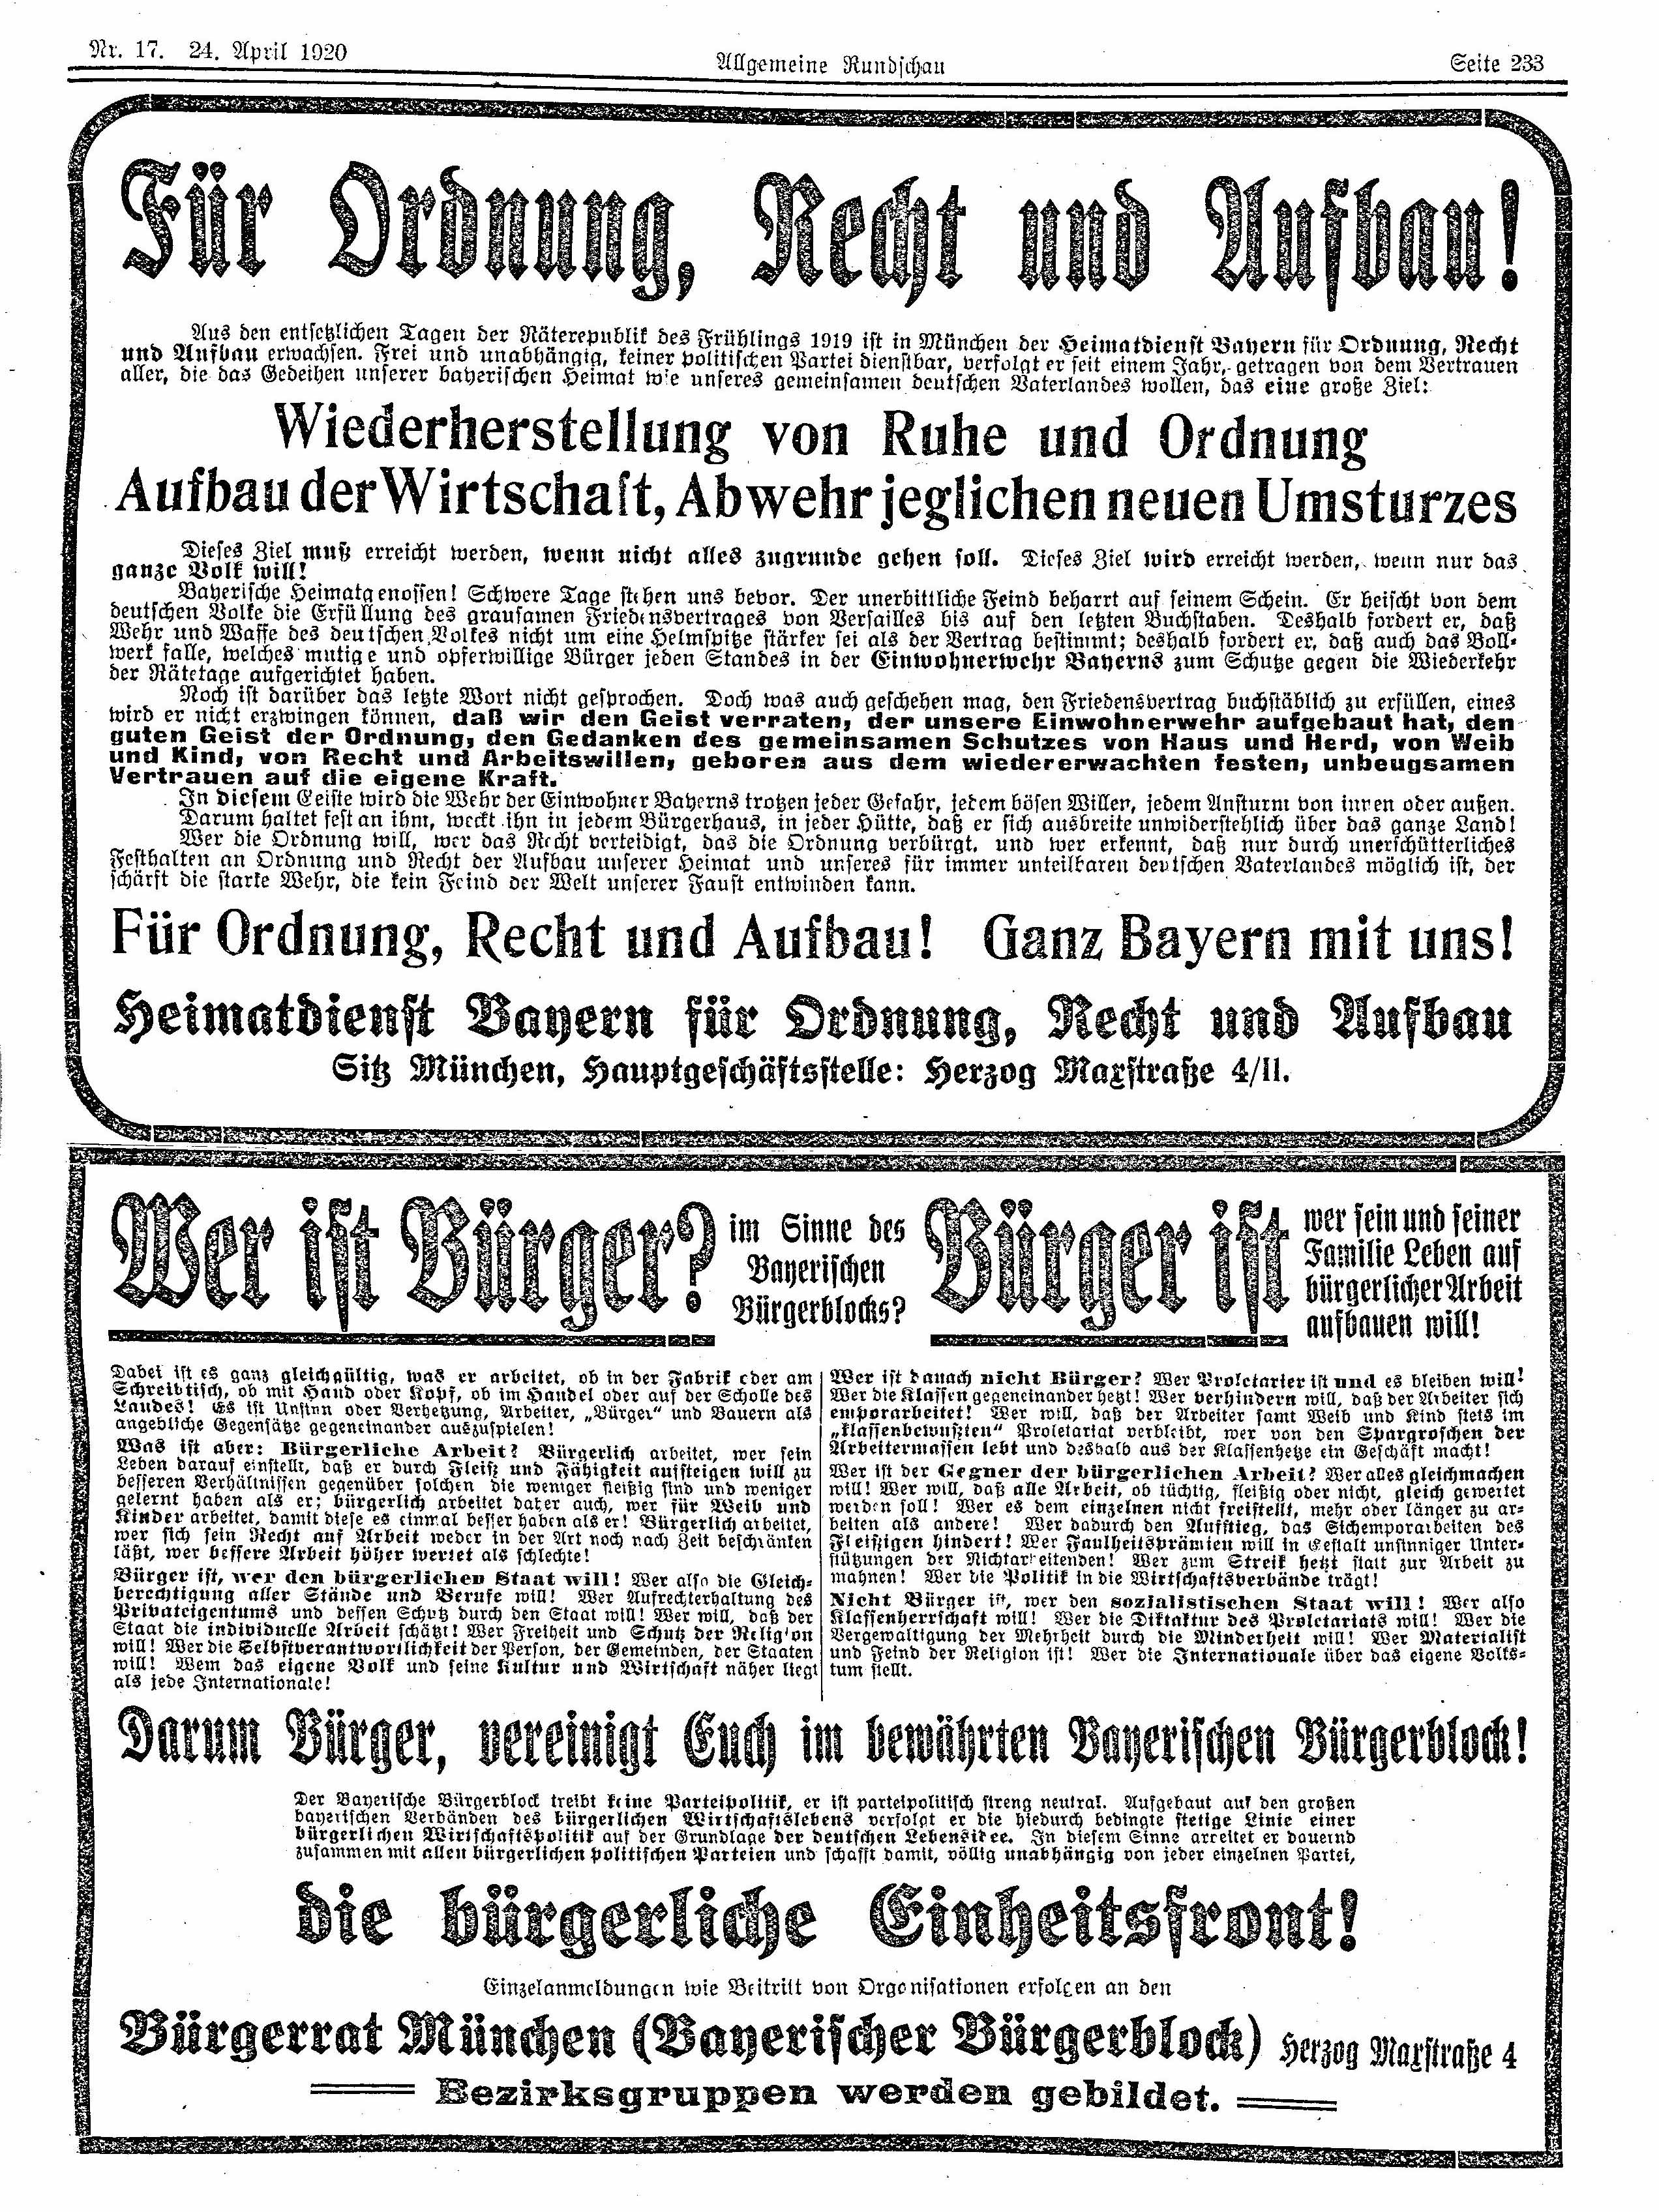 Nr. 17. 24. April 1920
Allgemeine Rundschau
Seite 233
Für Ordnung, Recht und Aufbau!
Aus den entsetzlichen Tagen der Räterepublik des Frühlings 1919 ist in München der Heimatdienst Bayern für Ordnung, Recht
und Aufbau erwachsen. Frei und unabhängig, keiner politischen Partei dienstbar, verfolgt er seit einem Jahr, getragen von dem Vertrauen
aller, die das Gedeihen unserer bayerischen Heimat wie unseres gemeinsamen deutschen Vaterlandes wollen, das eine große Ziel:
Wiederherstellung von Ruhe und Ordnung
Aufbau der Wirtschaft, Abwehr jeglichen neuen Umsturzes
Dieses Ziel muß erreicht werden, wenn nicht alles zugrunde gehen soll. Dieses Ziel wird erreicht werden, wenn nur das
ganze Volk will!
Bayerische Heimatgenossen! Schwere Tage stehen uns bevor. Der unerbittliche Feind beharrt auf seinem Schein. Er heischt von dem
deutschen Volke die Erfüllung des grausamen Friedensvertrages von Versailles bis auf den letzten Buchstaben. Deshalb fordert er, daß
Wehr und Waffe des deutschen Volkes nicht um eine Helmspitze stärker sei als der Vertrag bestimmt; deshalb fordert er, daß auch das Boll-
werk falle, welches mutige und opferwillige Bürger jeden Standes in der Einwohnerwehr Bayerns zum Schutze gegen die Wiederkehr
der Rätetage aufgerichtet haben.
Noch ist darüber das letzte Wort nicht gesprochen. Doch was auch geschehen mag, den Friedensvertrag buchstäblich zu erfüllen, eines
wird er nicht erzwingen können, daß wir den Geist verraten, der unsere Einwohnerwehr aufgebaut hat, den
guten Geist der Ordnung, den Gedanken des gemeinsamen Schutzes von Haus und Herd, von Weib
und Kind, von Recht und Arbeitswillen, geboren aus dem wiedererwachten festen, unbeugsamen
Vertrauen auf die eigene Kraft.
In diesem Geiste wird die Wehr der Einwohner Bayerns trotzen jeder Gefahr, jedem bösen Willen, jedem Ansturm von innen oder außen.
Darum haltet fest an ihm, weckt ihn in jedem Bürgerhaus, in jeder Hütte, daß er sich ausbreite unwiderstehlich über das ganze Land!
Wer die Ordnung will, wer das Recht verteidigt, das die Ordnung verbürgt, und wer erkennt, daß nur durch unerschütterliches
Festhalten an Ordnung und Recht der Aufbau unserer Heimat und unseres für immer unteilbaren deutschen Vaterlandes möglich ist, der
schärft die starke Wehr, die kein Feind der Welt unserer Faust entwinden kann.
Für Ordnung, Recht und Aufbau! Ganz Bayern mit uns!
Heimatdienst Bayern für Ordnung, Recht und Aufbau
Sitz München, Hauptgeschäftsstelle: Herzog Maxstraße 4/II.
Wer ist Bürger?
im Sinne des
Bayerischen
Bürgerblocks?
Bürger ist
wer sein und seiner
Familie Leben auf
bürgerlicher Arbeit
aufbauen will!
Dabei ist es ganz gleichgültig, was er arbeitet, ob in der Fabrik oder am
Schreibtisch, ob mit Hand oder Kopf, ob im Handel oder auf der Scholle des
Landes! Es ist Unsinn oder Verhetzung, Arbeiter, „Bürger“ und Bauern als
angebliche Gegensätze gegeneinander auszuspielen!
Was ist aber: Bürgerliche Arbeit? Bürgerlich arbeitet, wer sein
Leben darauf einstellt, daß er durch Fleiß und Fähigkeit aufsteigen will zu
besseren Verhältnissen gegenüber solchen die weniger fleißig sind und weniger
gelernt haben als er; bürgerlich arbeitet daher auch, wer für Weib und
Kinder arbeitet, damit diese es einmal besser haben als er! Bürgerlich arbeitet,
wer sich sein Recht auf Arbeit weder in der Art noch nach Zeit beschränken
läßt, wer bessere Arbeit höher wertet als schlechte!
Bürger ist, wer den bürgerlichen Staat will! Wer also die Gleich-
berechtigung aller Stände und Berufe will! Wer Aufrechterhaltung des
Privateigentums und dessen Schutz durch den Staat will! Wer will, daß der
Staat die individuelle Arbeit schätzt! Wer Freiheit und Schutz der Religion
will! Wer die Selbstverantwortlichkeit der Person, der Gemeinden, der Staaten
will! Wem das eigene Volk und seine Kultur und Wirtschaft näher liegt
als jede Internationale!
Wer ist danach nicht Bürger? Wer Proletarier ist und es bleiben will!
Wer die Klassen gegeneinander hetzt! Wer verhindern will, daß der Arbeiter sich
emporarbeitet! Wer will, daß der Arbeiter samt Weib und Kind stets im
„klassenbewußten“ Proletariat verbleibt, wer von den Spargroschen der
Arbeitermassen lebt und deshalb aus der Klassenhetze ein Geschäft macht!
Wer ist der Gegner der bürgerlichen Arbeit? Wer alles gleichmachen
will! Wer will, daß alle Arbeit, ob tüchtig, fleißig oder nicht, gleich gewertet
werden soll! Wer es dem einzelnen nicht freistellt, mehr oder länger zu ar-
beiten als andere! Wer dadurch den Aufstieg, das Sichemporarbeiten des
Fleißigen hindert! Wer Faulheitsprämien will in Gestalt unsinniger Unter-
stützungen der Nichtarbeitenden! Wer zum Streik hetzt statt zur Arbeit zu
mahnen! Wer die Politik in die Wirtschaftsverbände trägt!
Nicht Bürger ist, wer den sozialistischen Staat will! Wer also
Klassenherrschaft will! Wer die Diktatur des Proletariats will! Wer die
Vergewaltigung der Mehrheit durch die Minderheit will! Wer Materialist
und Feind der Religion ist! Wer die Internationale über das eigene Volks-
tum stellt.
Darum Bürger, vereinigt Euch im bewährten Bayerischen Bürgerblock!
Der Bayerische Bürgerblock treibt keine Parteipolitik, er ist parteipolitisch streng neutral. Aufgebaut auf den großen
bayerischen Verbänden des bürgerlichen Wirtschaftslebens verfolgt er die hiedurch bedingte stetige Linie einer
bürgerlichen Wirtschaftspolitik auf der Grundlage der deutschen Lebensidee. In diesem Sinne arbeitet er dauernd
zusammen mit allen bürgerlichen politischen Parteien und schafft damit, völlig unabhängig von jeder einzelnen Partei,
die bürgerliche Einheitsfront!
Einzelanmeldungen wie Beitritt von Organisationen erfolgen an den
Bürgerrat München (Bayerischer Bürgerblock) Herzog Maxstraße 4
Bezirksgruppen werden gebildet.